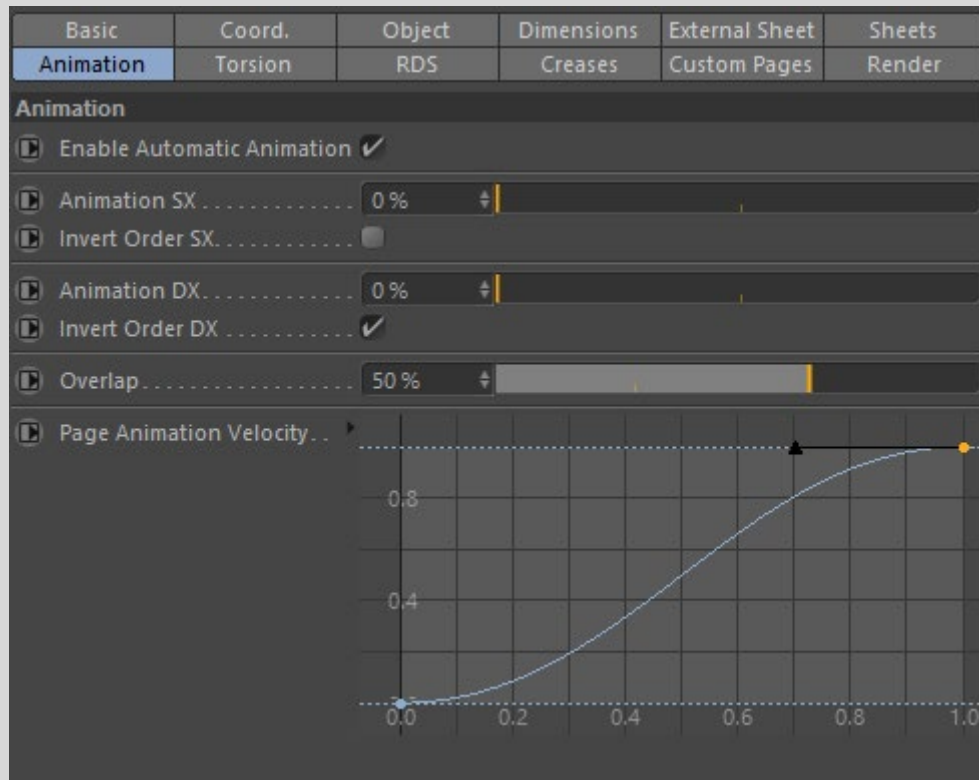 Basic Coord. Object Dimensions External Sheet Sheets
Animation Torsion RDS Creases Custom Pages Render
Animation
Enable Automatic Animation
Animation SX . . . . . . . . . . . . . 0 %
Invert Order SX. . . . . . . . . . . .
Animation DX. . . . . . . . . . . . . 0 %
Invert Order DX . . . . . . . . . . .
Overlap. . . . . . . . . . . . . . . . . . 50 %
Page Animation Velocity. .
0.8
0.4
0.0 0.2 0.4 0.6 0.8 1.0